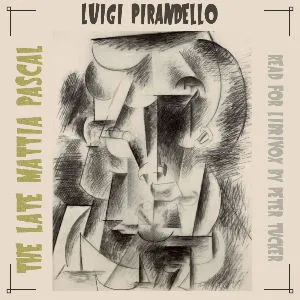 LUIGI PIRANDELLO
THE LATE MATTIA PASCAL
READ FOR LIBRIVOX BY PETER TUCKER